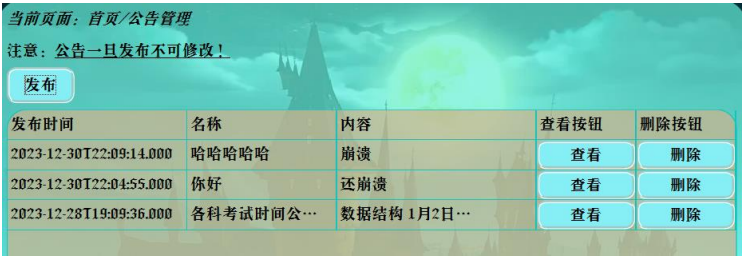 当前页面：首页/公告管理
注意：公告一旦发布不可修改！
发布
发布时间 名称 内容 查看按钮 删除按钮
2023-12-30T22:09:14.000 哈哈哈哈哈 崩溃 查看 删除
2023-12-30T22:04:55.000 你好 还崩溃 查看 删除
2023-12-28T19:09:36.000 各科考试时间公… 数据结构 1月2日… 查看 删除